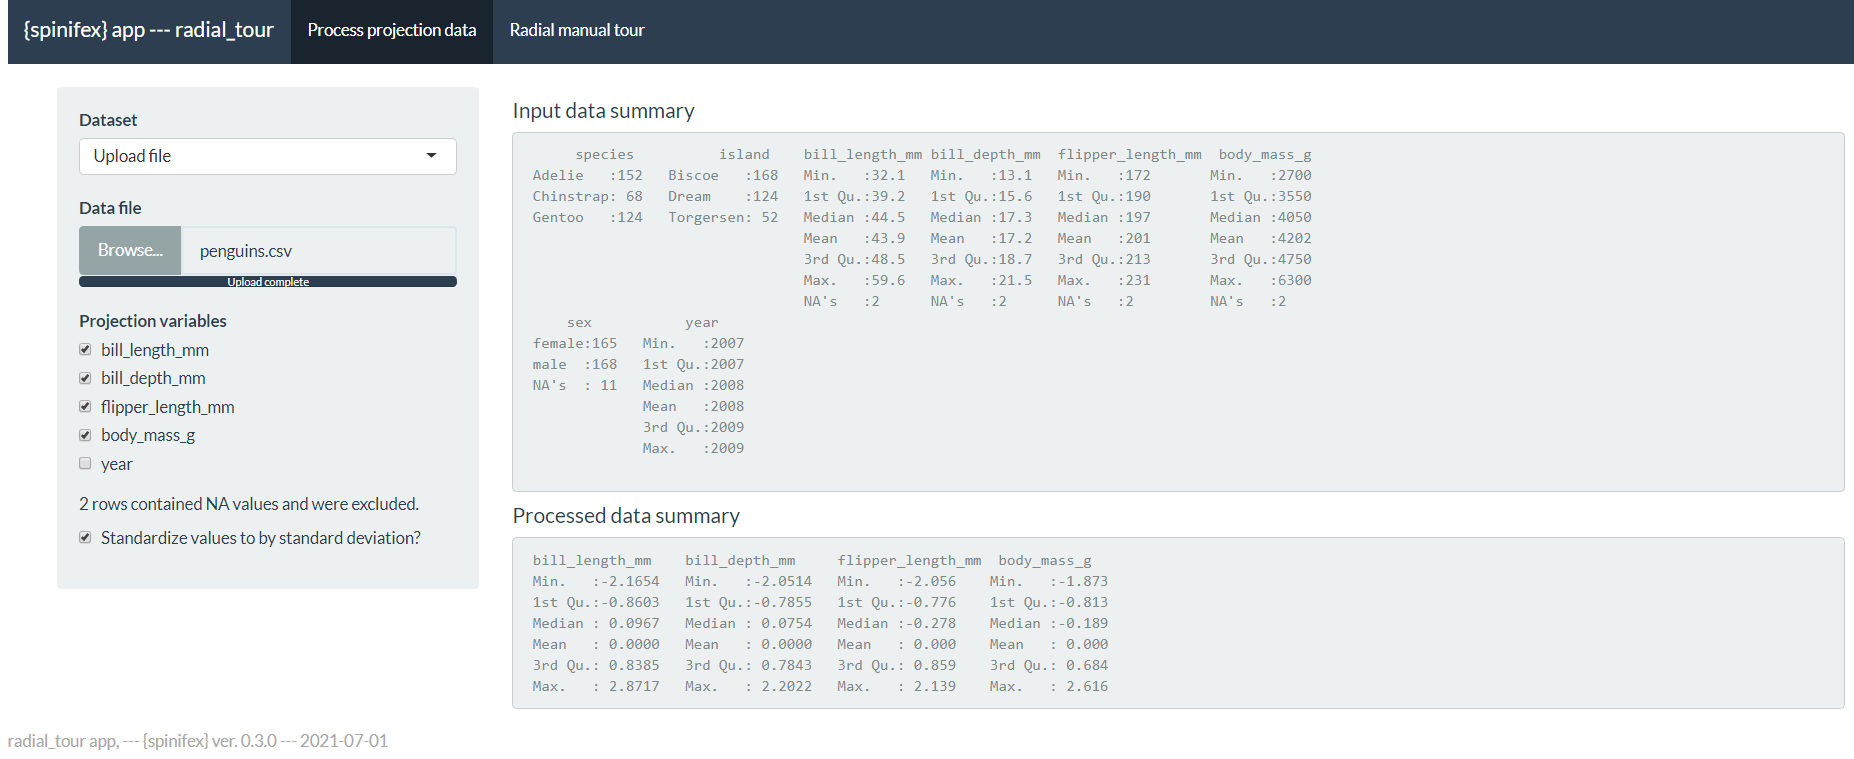 {spinifex} app --- radial_tour Process projection data Radial manual tour
Dataset
Upload file
Data file
Browse... penguins.csv
Upload complete
Projection variables
bill_length_mm
bill_depth_mm
flipper_length_mm
body_mass_g
year
2 rows contained NA values and were excluded.
Standardize values to by standard deviation?
Input data summary
species island bill_length_mm bill_depth_mm flipper_length_mm body_mass_g
Adelie :152 Biscoe :168 Min. :32.1 Min. :13.1 Min. :172 Min. :2700
Chinstrap: 68 Dream :124 1st Qu.:39.2 1st Qu.:15.6 1st Qu.:190 1st Qu.:3550
Gentoo :124 Torgersen: 52 Median :44.5 Median :17.3 Median :197 Median :4050
Mean :43.9 Mean :17.2 Mean :201 Mean :4202
3rd Qu.:48.5 3rd Qu.:18.7 3rd Qu.:213 3rd Qu.:4750
Max. :59.6 Max. :21.5 Max. :231 Max. :6300
NA's :2 NA's :2 NA's :2 NA's :2
sex year
female:165 Min. :2007
male :168 1st Qu.:2007
NA's : 11 Median :2008
Mean :2008
3rd Qu.:2009
Max. :2009
Processed data summary
bill_length_mm bill_depth_mm flipper_length_mm body_mass_g
Min. :-2.1654 Min. :-2.0514 Min. :-2.056 Min. :-1.873
1st Qu.:-0.8603 1st Qu.:-0.7855 1st Qu.:-0.776 1st Qu.:-0.813
Median : 0.0967 Median : 0.0754 Median :-0.278 Median :-0.189
Mean : 0.0000 Mean : 0.0000 Mean : 0.000 Mean : 0.000
3rd Qu.: 0.8385 3rd Qu.: 0.7843 3rd Qu.: 0.859 3rd Qu.: 0.684
Max. : 2.8717 Max. : 2.2022 Max. : 2.139 Max. : 2.616
radial_tour app, --- {spinifex} ver. 0.3.0 --- 2021-07-01